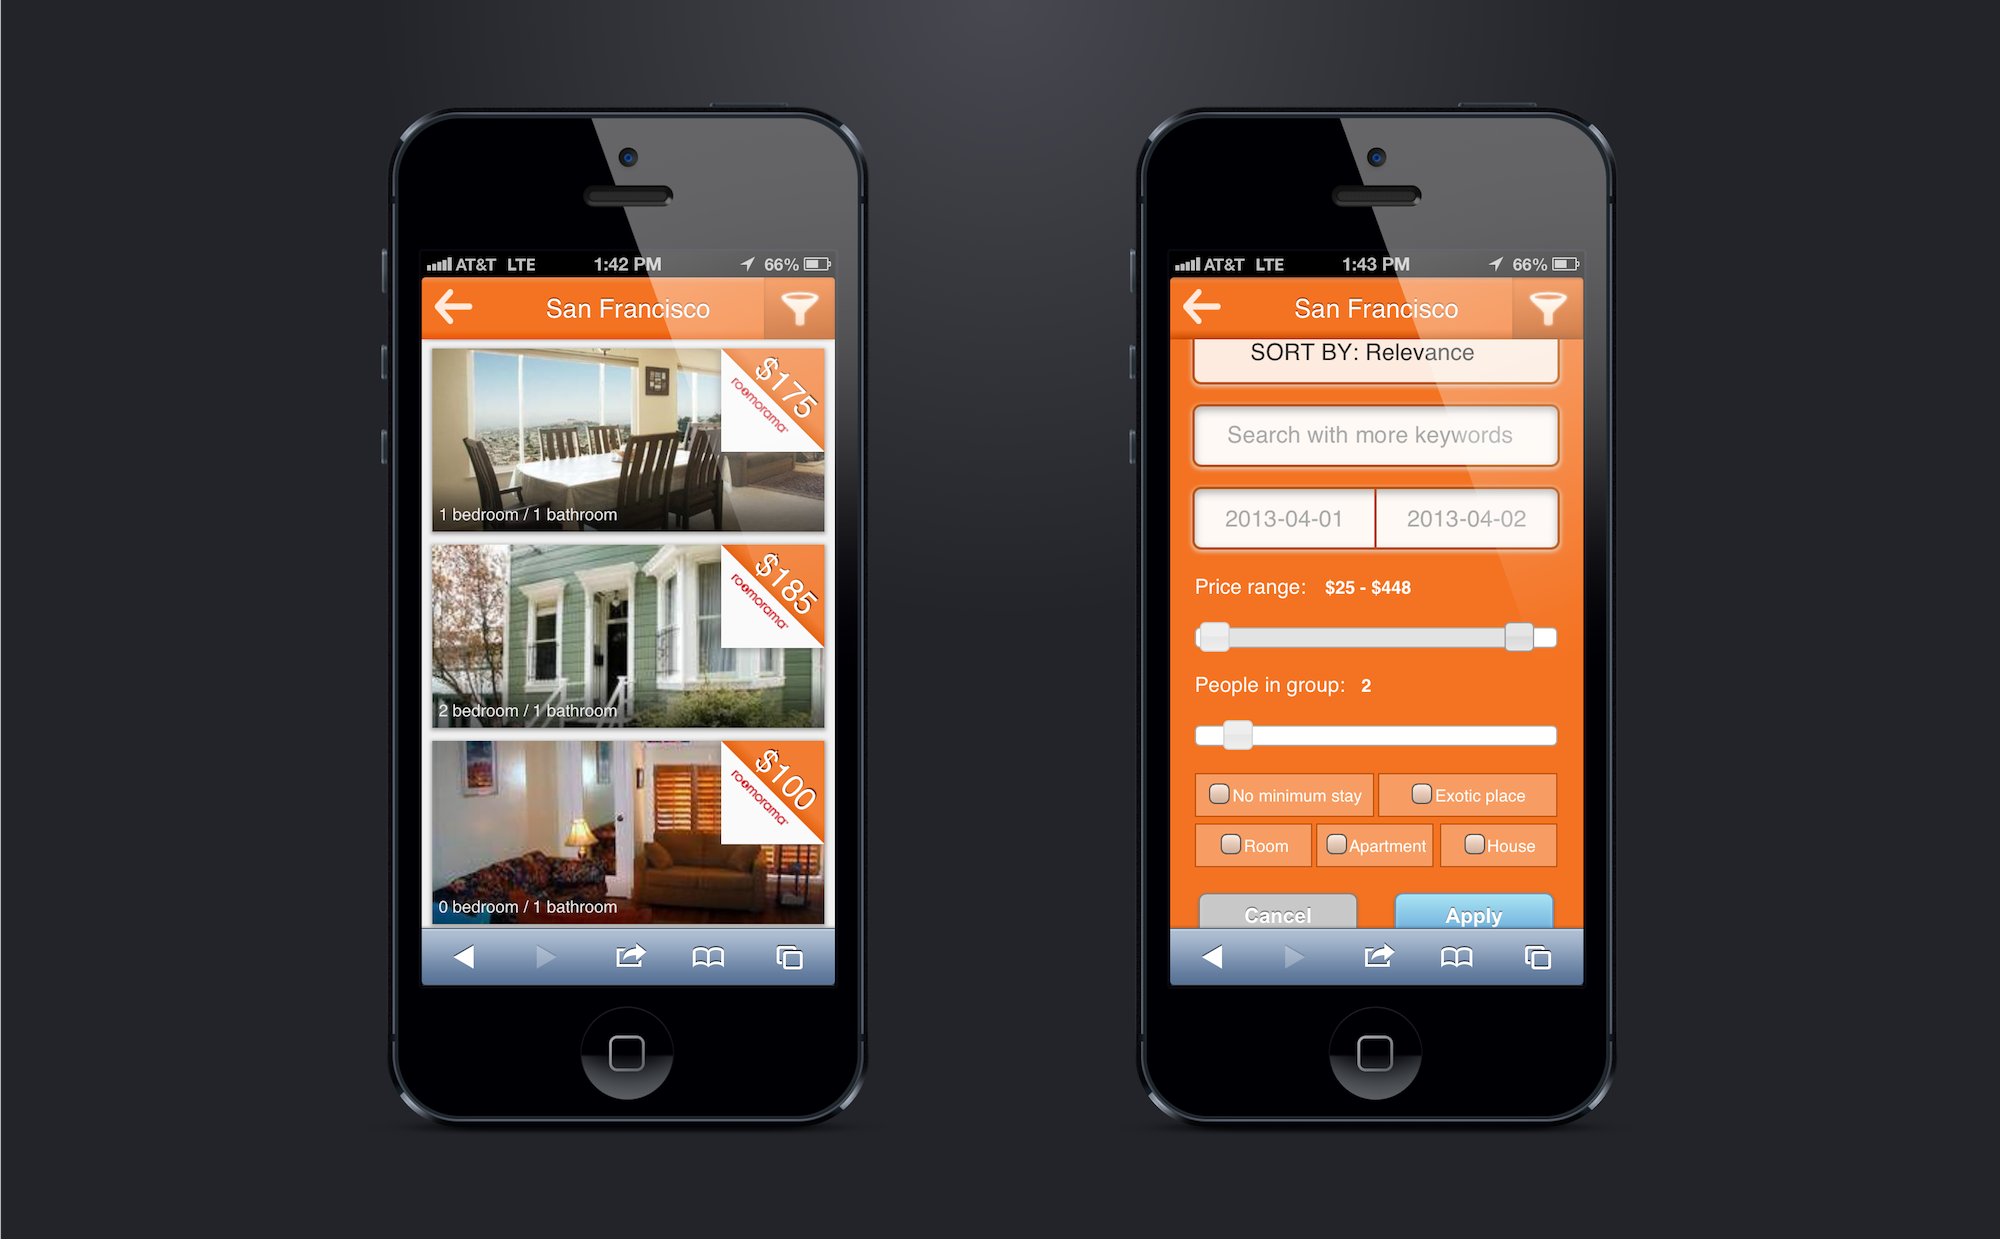 AT&T LTE 1:42 PM 66%
San Francisco
$175
roomorama
1 bedroom / 1 bathroom
$185
roomorama
2 bedroom / 1 bathroom
$100
roomorama
0 bedroom / 1 bathroom
AT&T LTE 1:43 PM 66%
San Francisco
SORT BY: Relevance
Search with more keywords
2013-04-01 2013-04-02
Price range: $25 - $448
People in group: 2
No minimum stay Exotic place
Room Apartment House
Cancel Apply